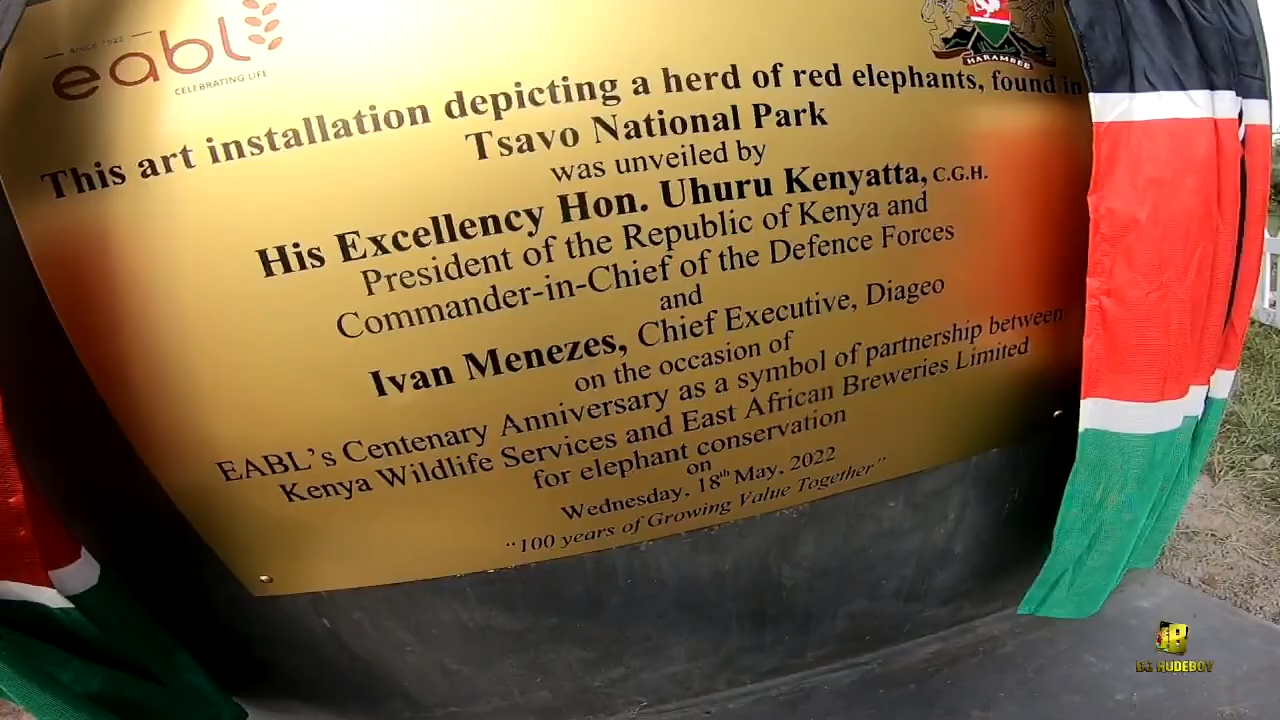 SINCE 1922
eabl
CELEBRATING LIFE
HARAMBEE
This art installation depicting a herd of red elephants, found in
Tsavo National Park
was unveiled by
His Excellency Hon. Uhuru Kenyatta, C.G.H.
President of the Republic of Kenya and
Commander-in-Chief of the Defence Forces
and
Ivan Menezes, Chief Executive, Diageo
on the occasion of
EABL's Centenary Anniversary as a symbol of partnership between
Kenya Wildlife Services and East African Breweries Limited
for elephant conservation
on
Wednesday, 18th May, 2022
"100 years of Growing Value Together"
DJ RUDEBOY